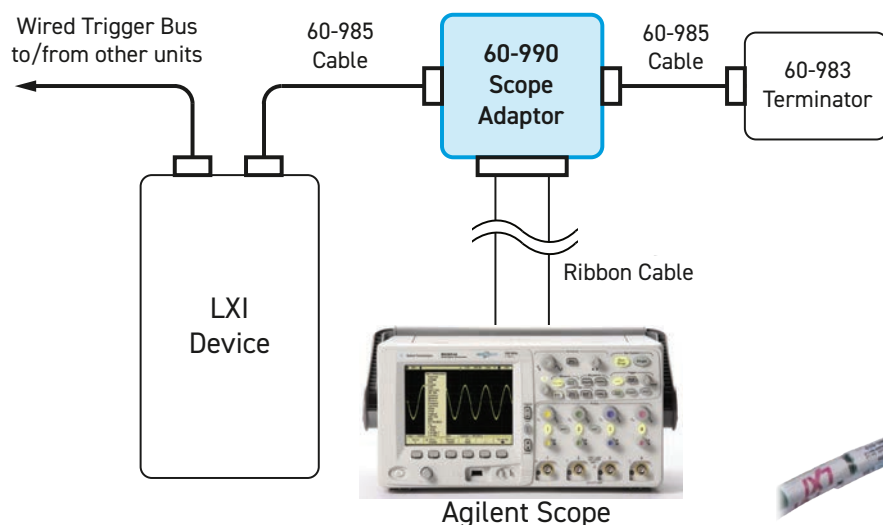 Wired Trigger Bus
to/from other units
60-985
Cable
60-990
Scope
Adaptor
60-985
Cable
60-983
Terminator
LXI
Device
Ribbon Cable
Agilent Scope
LXI